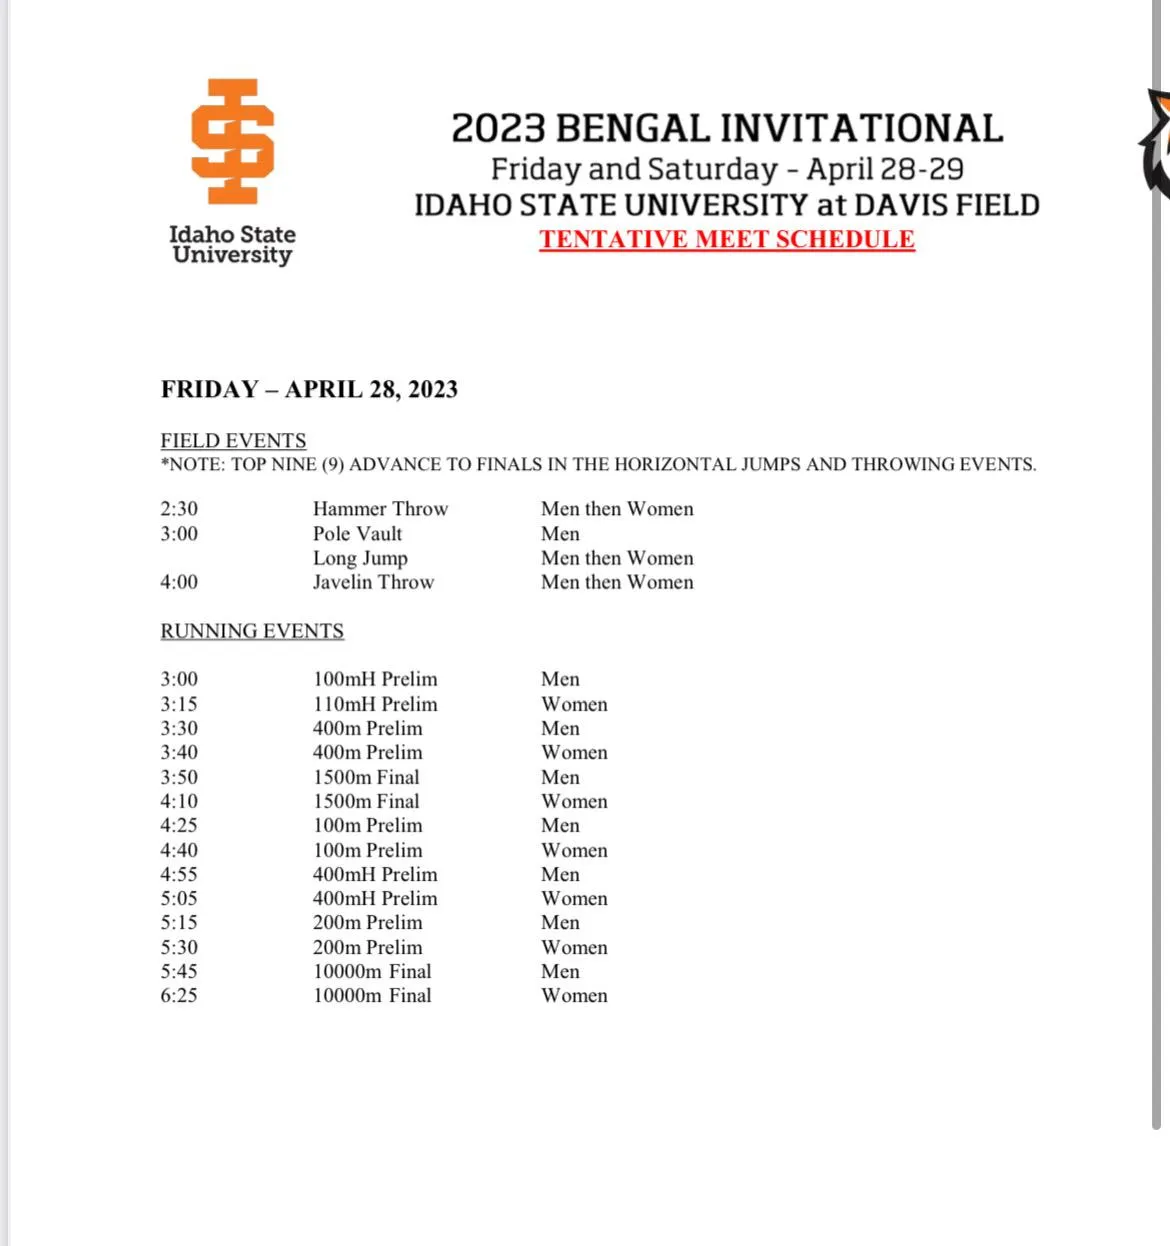 Idaho State
University
2023 BENGAL INVITATIONAL
Friday and Saturday - April 28-29
IDAHO STATE UNIVERSITY at DAVIS FIELD
TENTATIVE MEET SCHEDULE
FRIDAY – APRIL 28, 2023
FIELD EVENTS
*NOTE: TOP NINE (9) ADVANCE TO FINALS IN THE HORIZONTAL JUMPS AND THROWING EVENTS.
2:30 Hammer Throw Men then Women
3:00 Pole Vault Men
Long Jump Men then Women
4:00 Javelin Throw Men then Women
RUNNING EVENTS
3:00 100mH Prelim Men
3:15 110mH Prelim Women
3:30 400m Prelim Men
3:40 400m Prelim Women
3:50 1500m Final Men
4:10 1500m Final Women
4:25 100m Prelim Men
4:40 100m Prelim Women
4:55 400mH Prelim Men
5:05 400mH Prelim Women
5:15 200m Prelim Men
5:30 200m Prelim Women
5:45 10000m Final Men
6:25 10000m Final Women